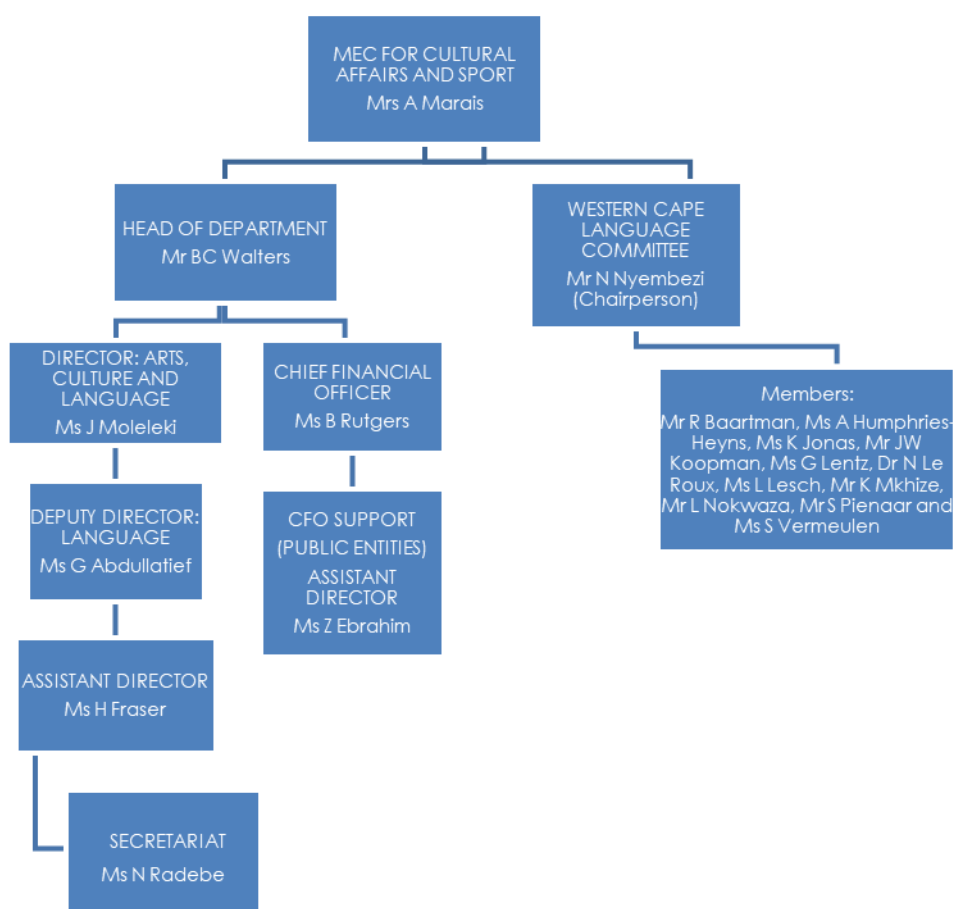 MEC FOR CULTURAL
AFFAIRS AND SPORT
Mrs A Marais
HEAD OF DEPARTMENT
Mr BC Walters
WESTERN CAPE
LANGUAGE
COMMITTEE
Mr N Nyembezi
(Chairperson)
DIRECTOR: ARTS,
CULTURE AND
LANGUAGE
Ms J Moleleki
CHIEF FINANCIAL
OFFICER
Ms B Rutgers
Members:
Mr R Baartman, Ms A Humphries-
Heyns, Ms K Jonas, Mr JW
Koopman, Ms G Lentz, Dr N Le
Roux, Ms L Lesch, Mr K Mkhize,
Mr L Nokwaza, Mr S Pienaar and
Ms S Vermeulen
DEPUTY DIRECTOR:
LANGUAGE
Ms G Abdullatief
CFO SUPPORT
(PUBLIC ENTITIES)
ASSISTANT
DIRECTOR
Ms Z Ebrahim
ASSISTANT DIRECTOR
Ms H Fraser
SECRETARIAT
Ms N Radebe